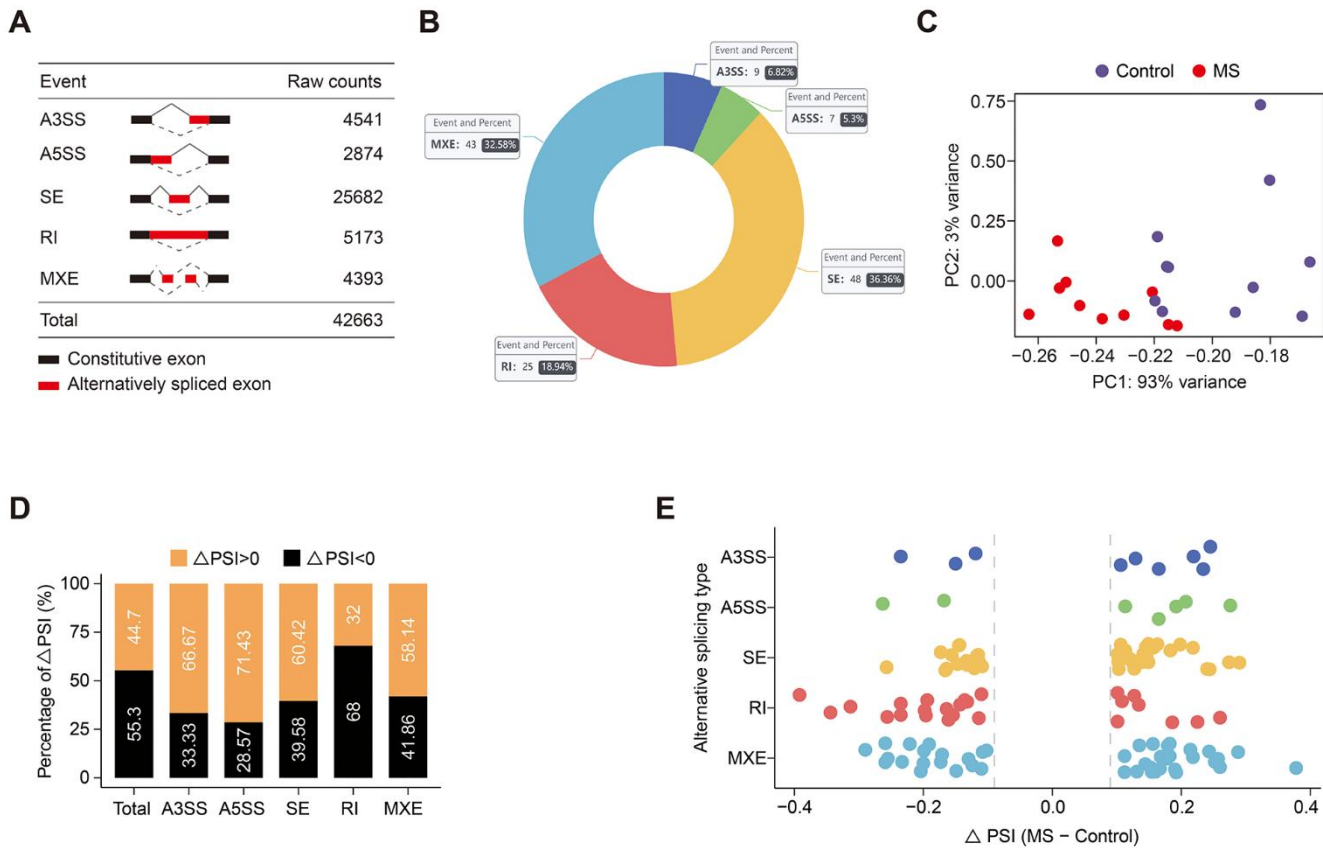 A
Event Raw counts
A3SS 4541
A5SS 2874
SE 25682
RI 5173
MXE 4393
Total 42663
Constitutive exon
Alternatively spliced exon
B
Event and Percent
A3SS: 9 6.82%
Event and Percent
A5SS: 7 5.3%
Event and Percent
MXE: 43 32.58%
Event and Percent
SE: 48 36.36%
Event and Percent
RI: 25 18.94%
C
Control MS
PC2: 3% variance
0.75
0.50
0.25
0.00
−0.26 −0.24 −0.22 −0.20 −0.18
PC1: 93% variance
D
△PSI>0 △PSI<0
Percentage of △PSI (%)
100
75
50
25
0
44.7 66.67 71.43 60.42 32 58.14
55.3 33.33 28.57 39.58 68 41.86
Total A3SS A5SS SE RI MXE
E
Alternative splicing type
A3SS
A5SS
SE
RI
MXE
−0.4 −0.2 0.0 0.2 0.4
△ PSI (MS − Control)